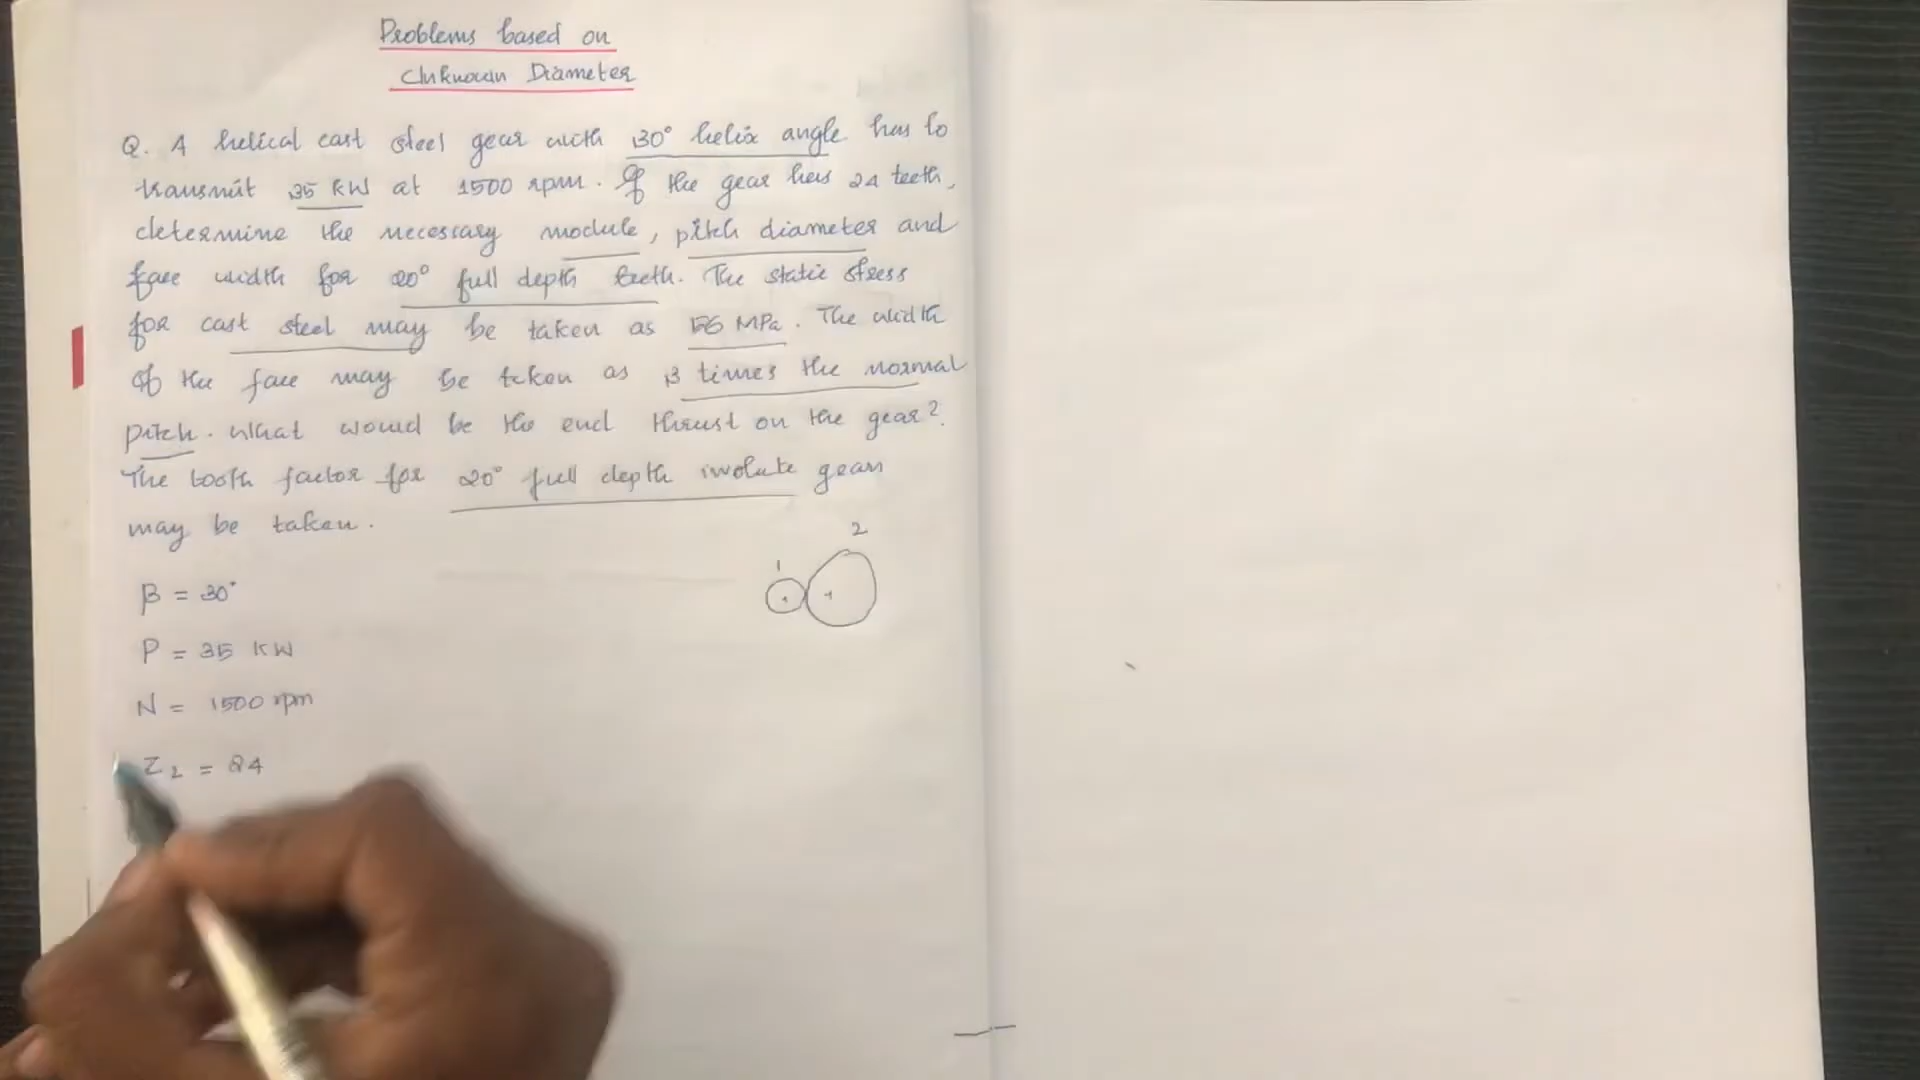 Problems based on
Unknown Diameter
Q. A helical cast steel gear with 30° helix angle has to
transmit 35 kW at 1500 rpm. If the gear has 24 teeth,
determine the necessary module, pitch diameter and
face width for 20° full depth teeth. The static stress
for cast steel may be taken as 56 MPa. The width
of the face may be taken as 3 times the normal
pitch. What would be the end thrust on the gear?
The tooth factor for 20° full depth involute gears
may be taken.
1 2
β = 30°
P = 35 KW
N = 1500 rpm
Z2 = 24